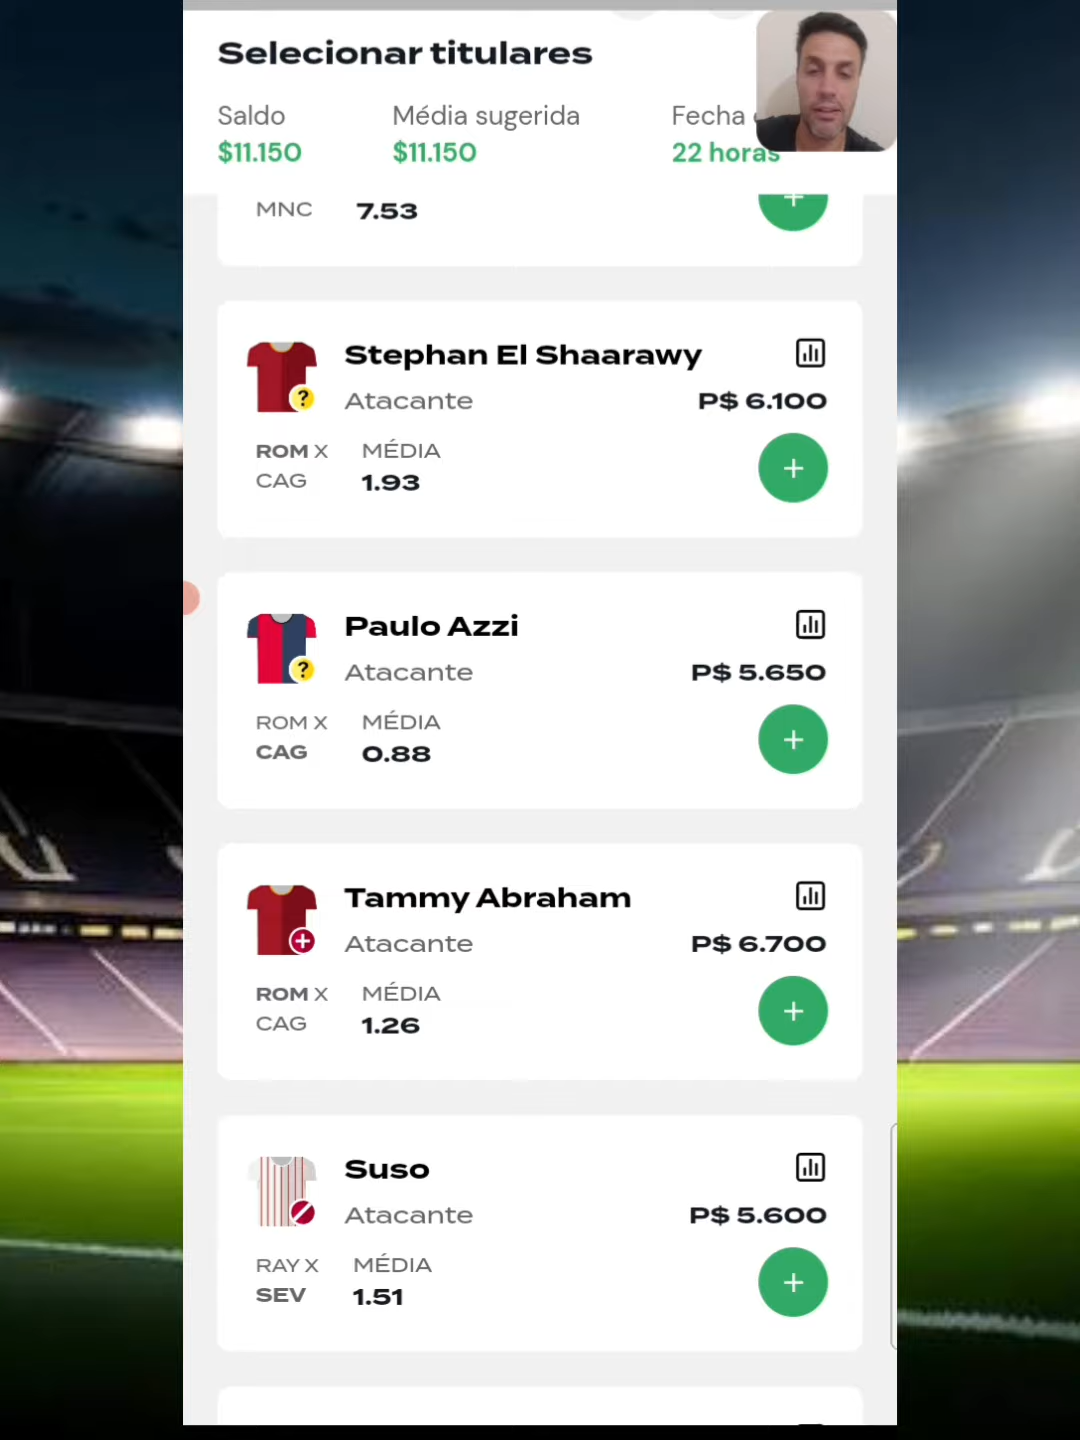 Selecionar titulares
Saldo Média sugerida Fecha
$11.150 $11.150 22 horas
MNC 7.53
Stephan El Shaarawy
Atacante P$ 6.100
ROM X MÉDIA
CAG 1.93
Paulo Azzi
Atacante P$ 5.650
ROM X MÉDIA
CAG 0.88
Tammy Abraham
Atacante P$ 6.700
ROM X MÉDIA
CAG 1.26
Suso
Atacante P$ 5.600
RAY X MÉDIA
SEV 1.51